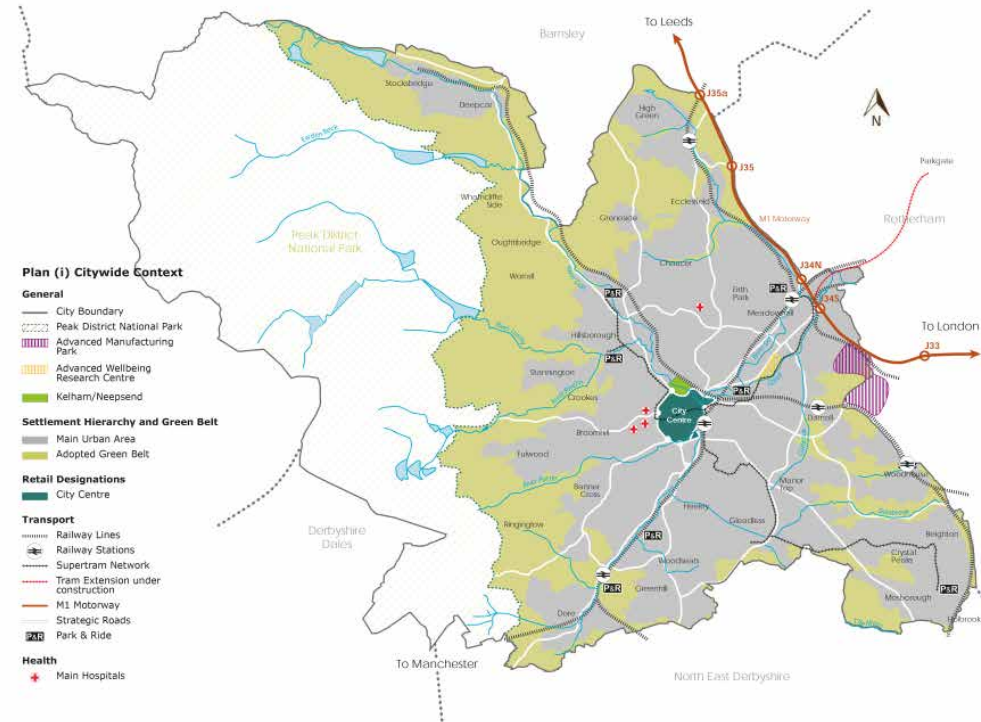 To Leeds
Barnsley
J35a
Stocksbridge
Deepcar
High
Green
N
J35
Parkgate
Ewden Beck
Ecclesfield
Wharncliffe
Side
Grenoside
M1 Motorway
Rotherham
Peak District
National Park
Oughtibridge
Chaucer
Worrall
J34N
Firth
Park
P&R
Meadowhall
P&R
J34S
To London
Hillsborough
J33
P&R
Stannington
Crookes
P&R
City
Centre
Darnall
Broomhill
Fulwood
Woodhouse
Manor
Top
Banner
Cross
Heeley
Gleadless
Ringinglow
Beighton
Derbyshire
Dales
P&R
Woodseats
Crystal
Peaks
P&R
P&R
Greenhill
Mosborough
Dore
Holbrook
To Manchester
North East Derbyshire
Plan (i) Citywide Context
General
City Boundary
Peak District National Park
Advanced Manufacturing
Park
Advanced Wellbeing
Research Centre
Kelham/Neepsend
Settlement Hierarchy and Green Belt
Main Urban Area
Adopted Green Belt
Retail Designations
City Centre
Transport
Railway Lines
Railway Stations
Supertram Network
Tram Extension under
construction
M1 Motorway
Strategic Roads
P&R Park & Ride
Health
Main Hospitals